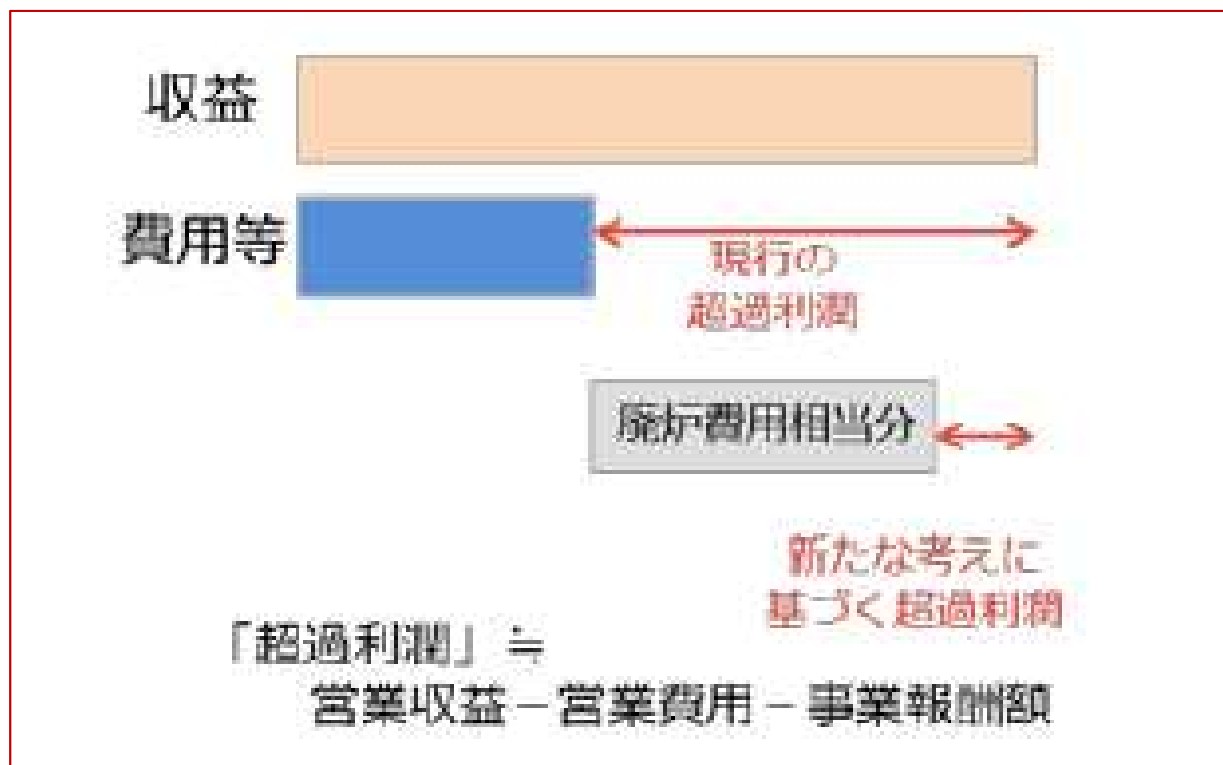 収益
費用等
現行の
超過利潤
廃炉費用相当分
新たな考えに
基づく超過利潤
「超過利潤」≒
営業収益－営業費用－事業報酬額